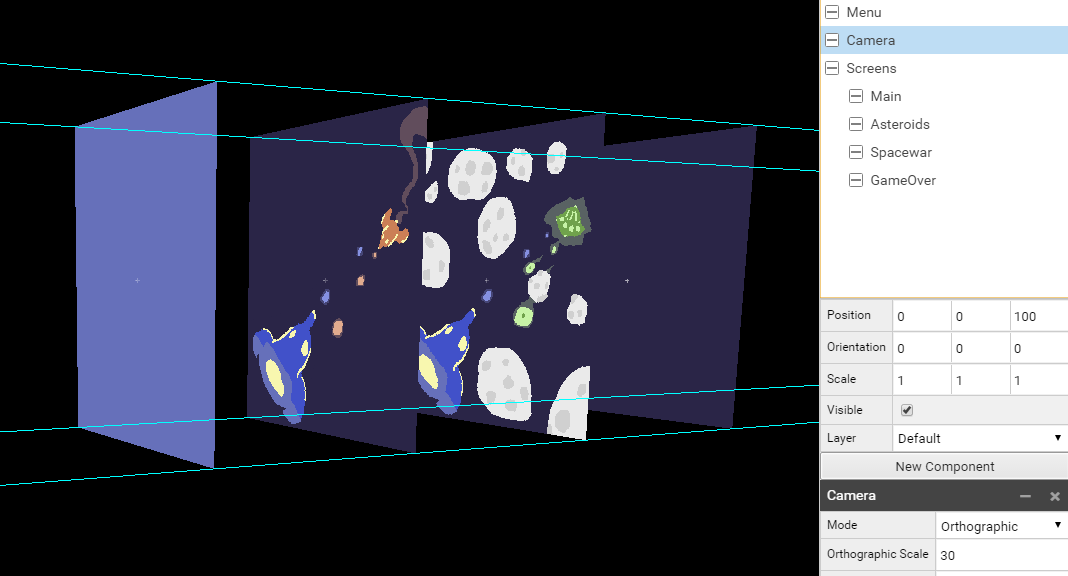 Menu
Camera
Screens
Main
Asteroids
Spacewar
GameOver
Position 0 0 100
Orientation 0 0 0
Scale 1 1 1
Visible
Layer Default
New Component
Camera
Mode Orthographic
Orthographic Scale 30